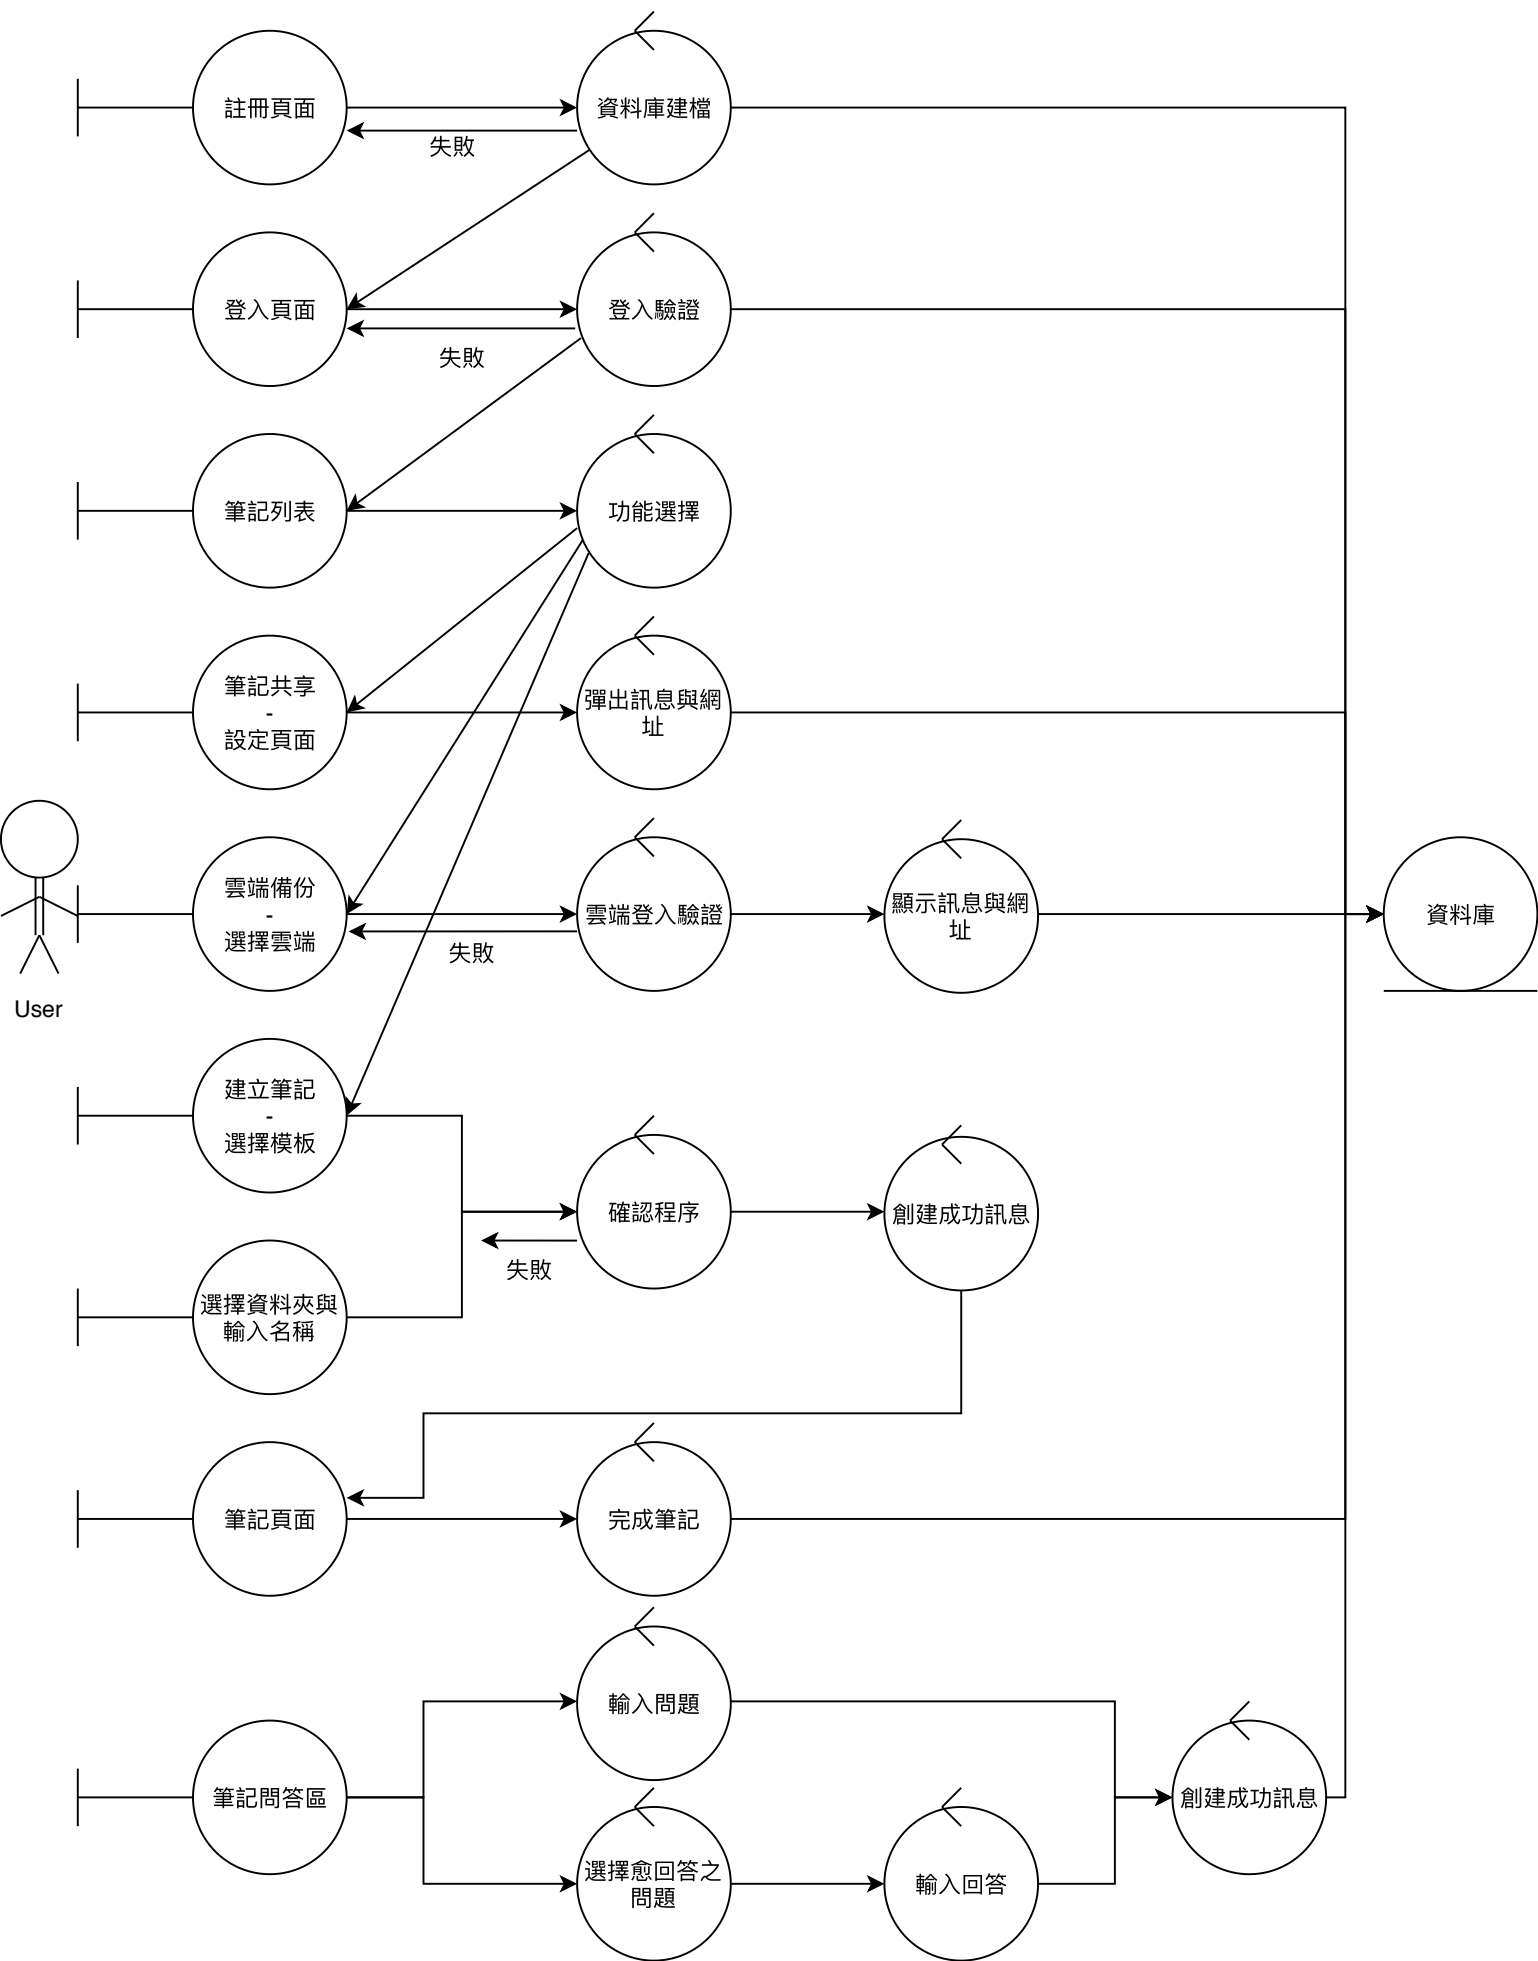 註冊頁面
資料庫建檔
失敗
登入頁面
登入驗證
失敗
筆記列表
功能選擇
筆記共享
-
設定頁面
彈出訊息與網
址
User
雲端備份
-
選擇雲端
雲端登入驗證
失敗
顯示訊息與網
址
資料庫
建立筆記
-
選擇模板
確認程序
失敗
創建成功訊息
選擇資料夾與
輸入名稱
筆記頁面
完成筆記
輸入問題
筆記問答區
創建成功訊息
選擇愈回答之
問題
輸入回答